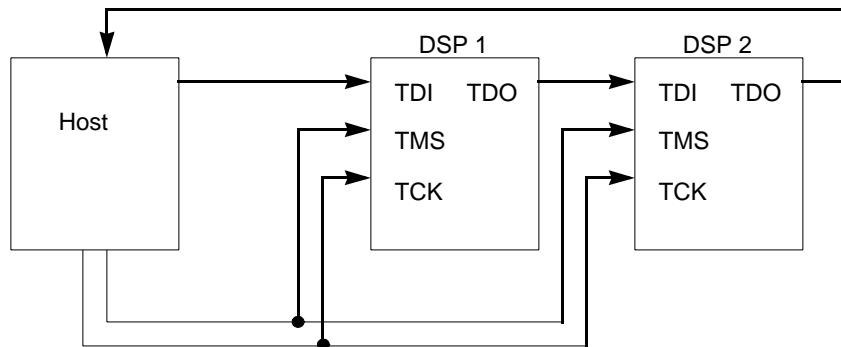 DSP 1
DSP 2
Host
TDI TDO
TMS
TCK
TDI TDO
TMS
TCK